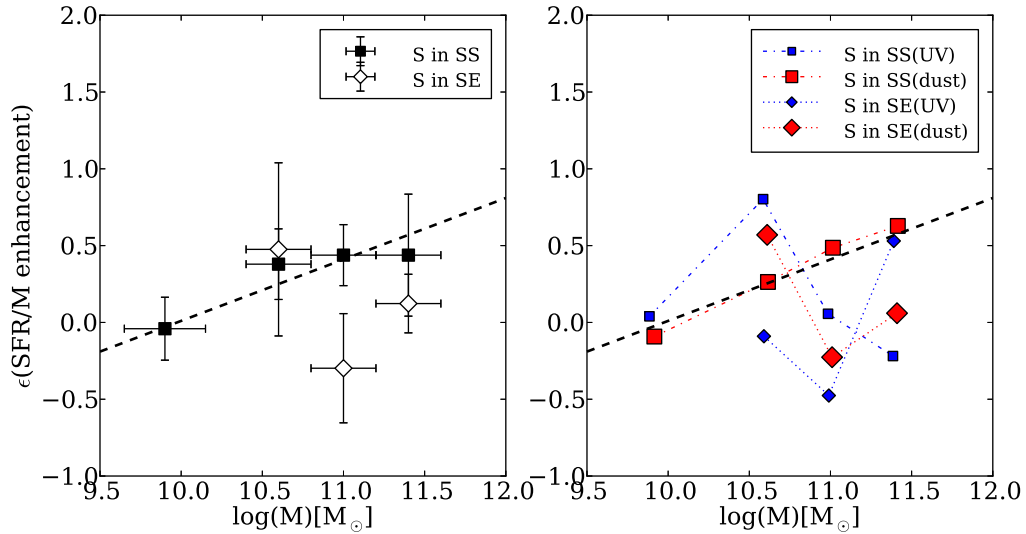 2.0
1.5
1.0
0.5
0.0
−0.5
−1.0
9.5 10.0 10.5 11.0 11.5 12.0
log(M)[M⊙]
ϵ(SFR/M enhancement)
S in SS
S in SE
2.0
1.5
1.0
0.5
0.0
−0.5
−1.0
9.5 10.0 10.5 11.0 11.5 12.0
log(M)[M⊙]
S in SS(UV)
S in SS(dust)
S in SE(UV)
S in SE(dust)